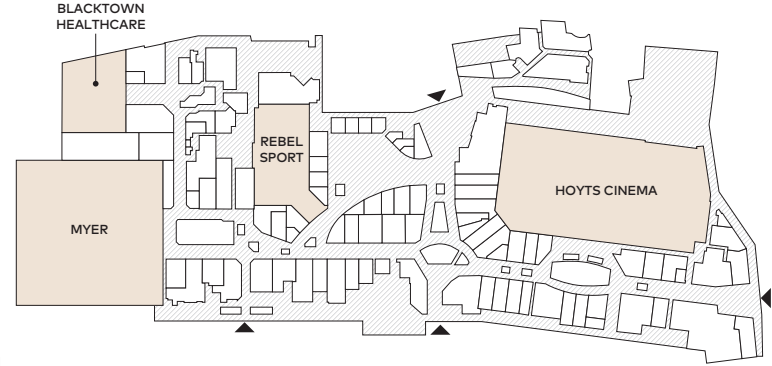 BLACKTOWN
HEALTHCARE
REBEL
SPORT
HOYTS CINEMA
MYER